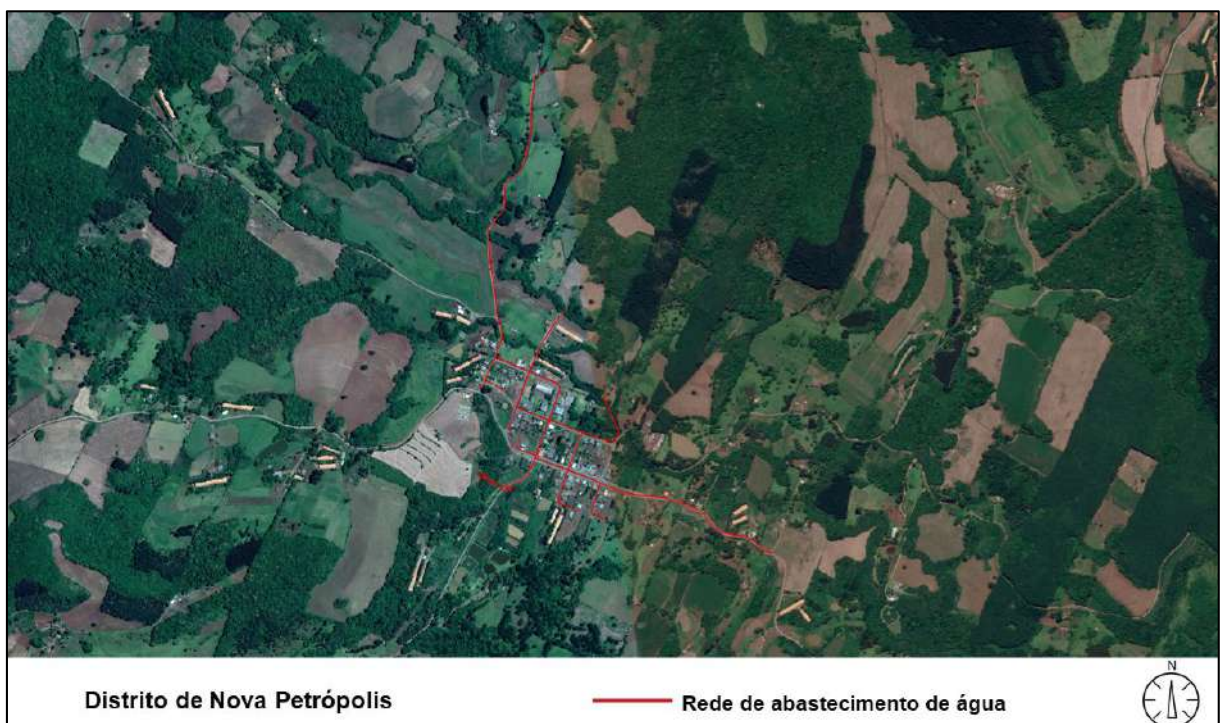 N
Distrito de Nova Petrópolis
Rede de abastecimento de água